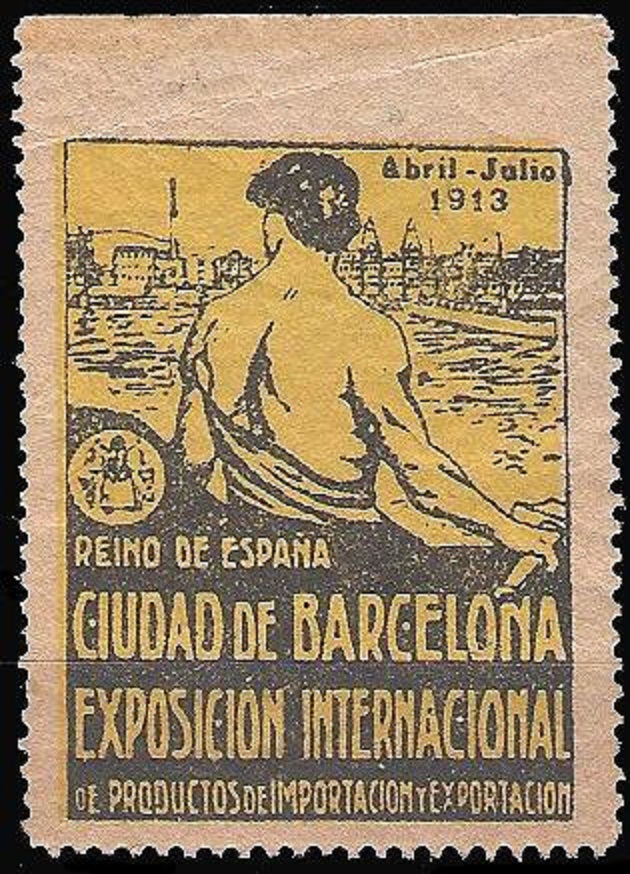 Abril - Julio
1913
REINO DE ESPAÑA
CIUDAD DE BARCELONA
EXPOSICION INTERNACIONAL
DE PRODUCTOS DE IMPORTACION Y EXPORTACION